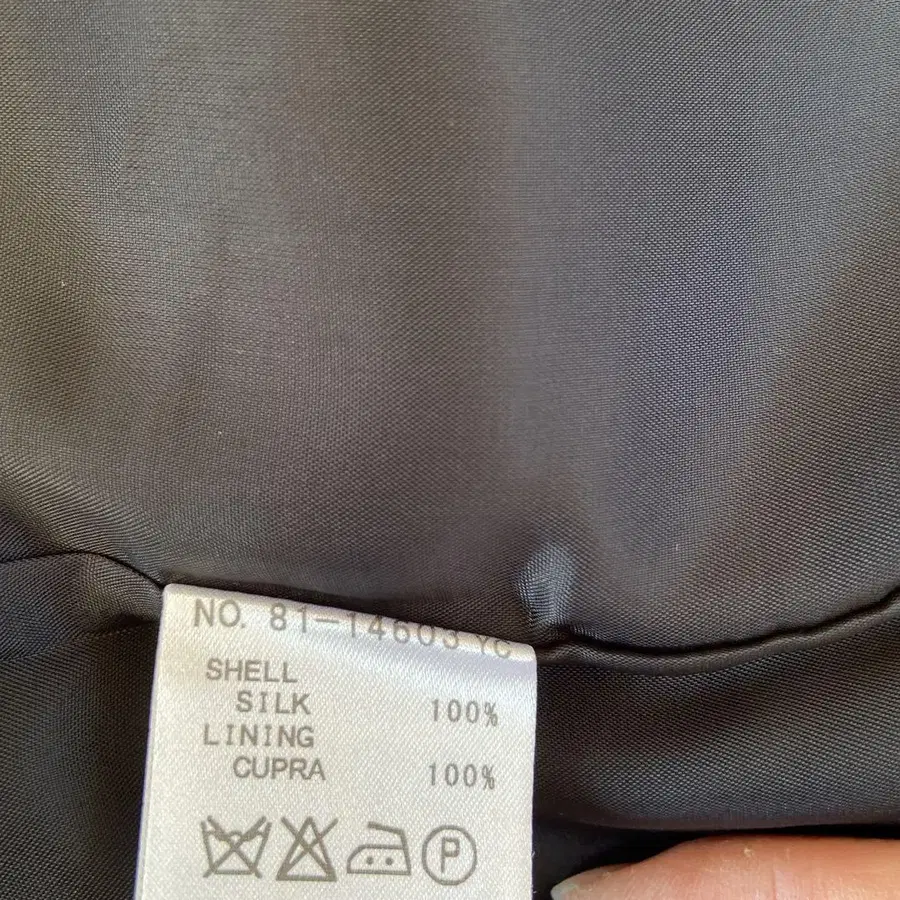 NO. 81-14603 YC
SHELL
SILK 100%
LINING
CUPRA 100%
P